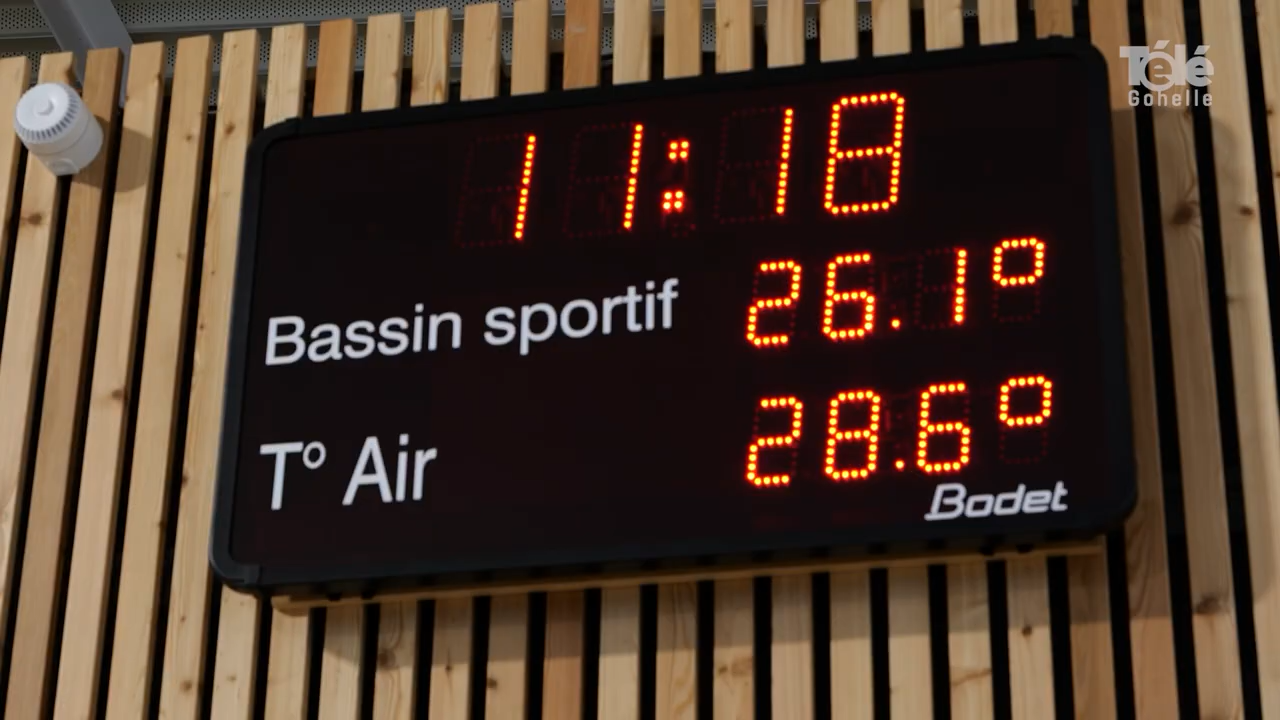 Télé
Gohelle
11:18
Bassin sportif 26.1°
T° Air 28.6°
Bodet